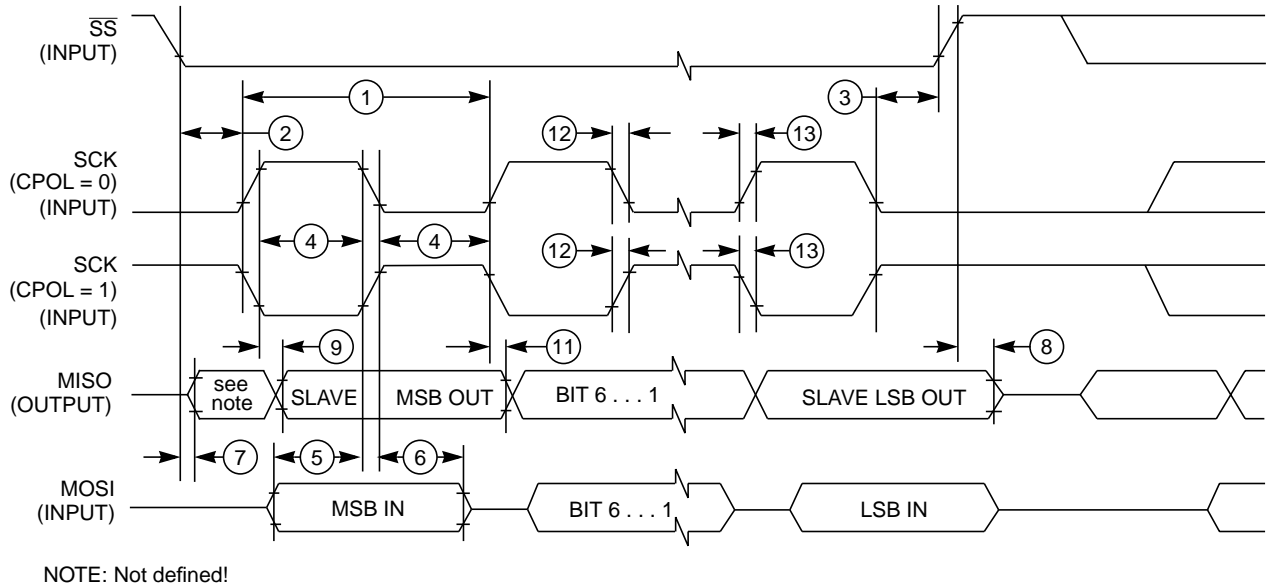 SS
(INPUT)
1
3
2
12
13
SCK
(CPOL = 0)
(INPUT)
4
4
12
13
SCK
(CPOL = 1)
(INPUT)
9
11
8
MISO
(OUTPUT)
see
note
SLAVE
MSB OUT
BIT 6 . . . 1
SLAVE LSB OUT
7
5
6
MOSI
(INPUT)
MSB IN
BIT 6 . . . 1
LSB IN
NOTE: Not defined!